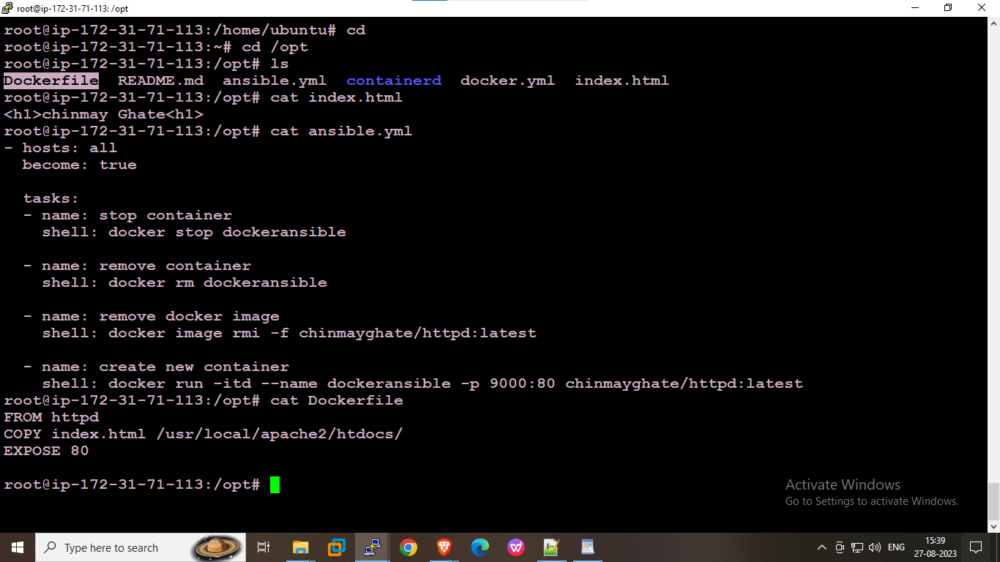 root@ip-172-31-71-113: /opt
root@ip-172-31-71-113:/home/ubuntu# cd
root@ip-172-31-71-113:~# cd /opt
root@ip-172-31-71-113:/opt# ls
Dockerfile  README.md  ansible.yml  containerd  docker.yml  index.html
root@ip-172-31-71-113:/opt# cat index.html
<h1>chinmay Ghate<h1>
root@ip-172-31-71-113:/opt# cat ansible.yml
- hosts: all
  become: true
  tasks:
  - name: stop container
    shell: docker stop dockeransible
  - name: remove container
    shell: docker rm dockeransible
  - name: remove docker image
    shell: docker image rmi -f chinmayghate/httpd:latest
  - name: create new container
    shell: docker run -itd --name dockeransible -p 9000:80 chinmayghate/httpd:latest
root@ip-172-31-71-113:/opt# cat Dockerfile
FROM httpd
COPY index.html /usr/local/apache2/htdocs/
EXPOSE 80
root@ip-172-31-71-113:/opt#
Activate Windows
Go to Settings to activate Windows.
Type here to search
ENG
15:39
27-08-2023